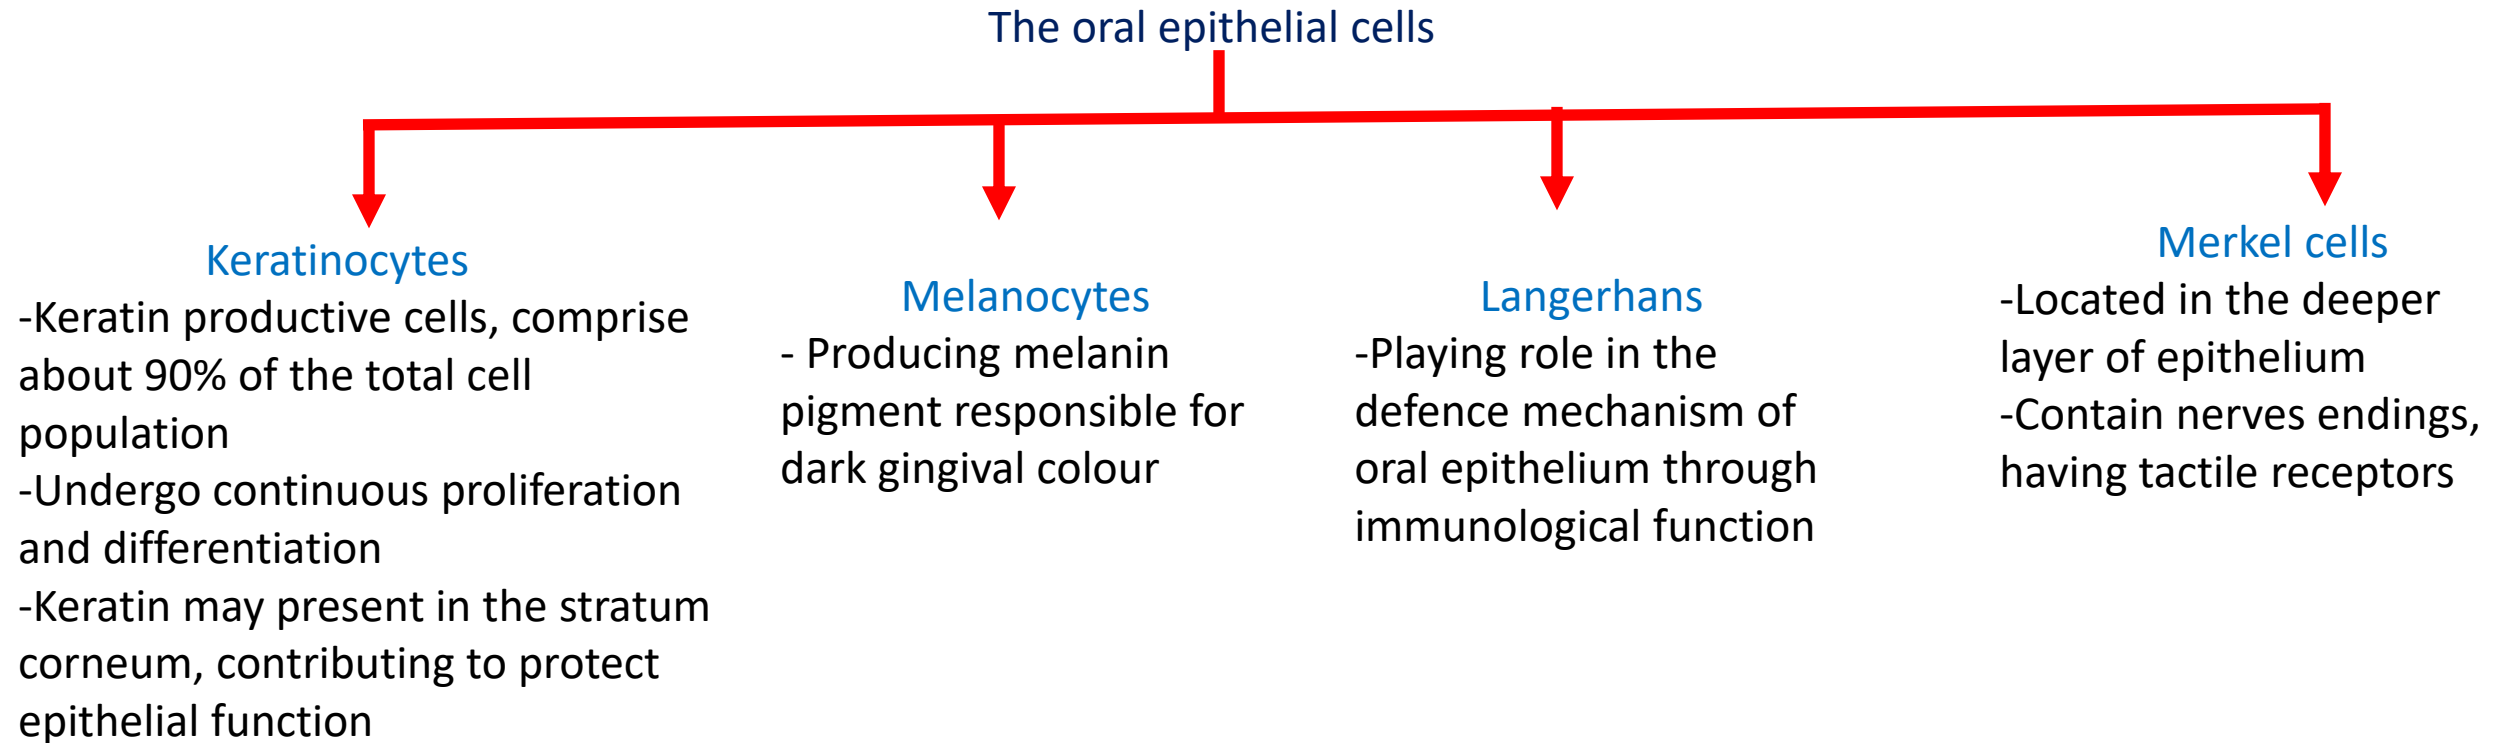 The oral epithelial cells
Keratinocytes
-Keratin productive cells, comprise
about 90% of the total cell
population
-Undergo continuous proliferation
and differentiation
-Keratin may present in the stratum
corneum, contributing to protect
epithelial function
Melanocytes
- Producing melanin
pigment responsible for
dark gingival colour
Langerhans
-Playing role in the
defence mechanism of
oral epithelium through
immunological function
Merkel cells
-Located in the deeper
layer of epithelium
-Contain nerves endings,
having tactile receptors